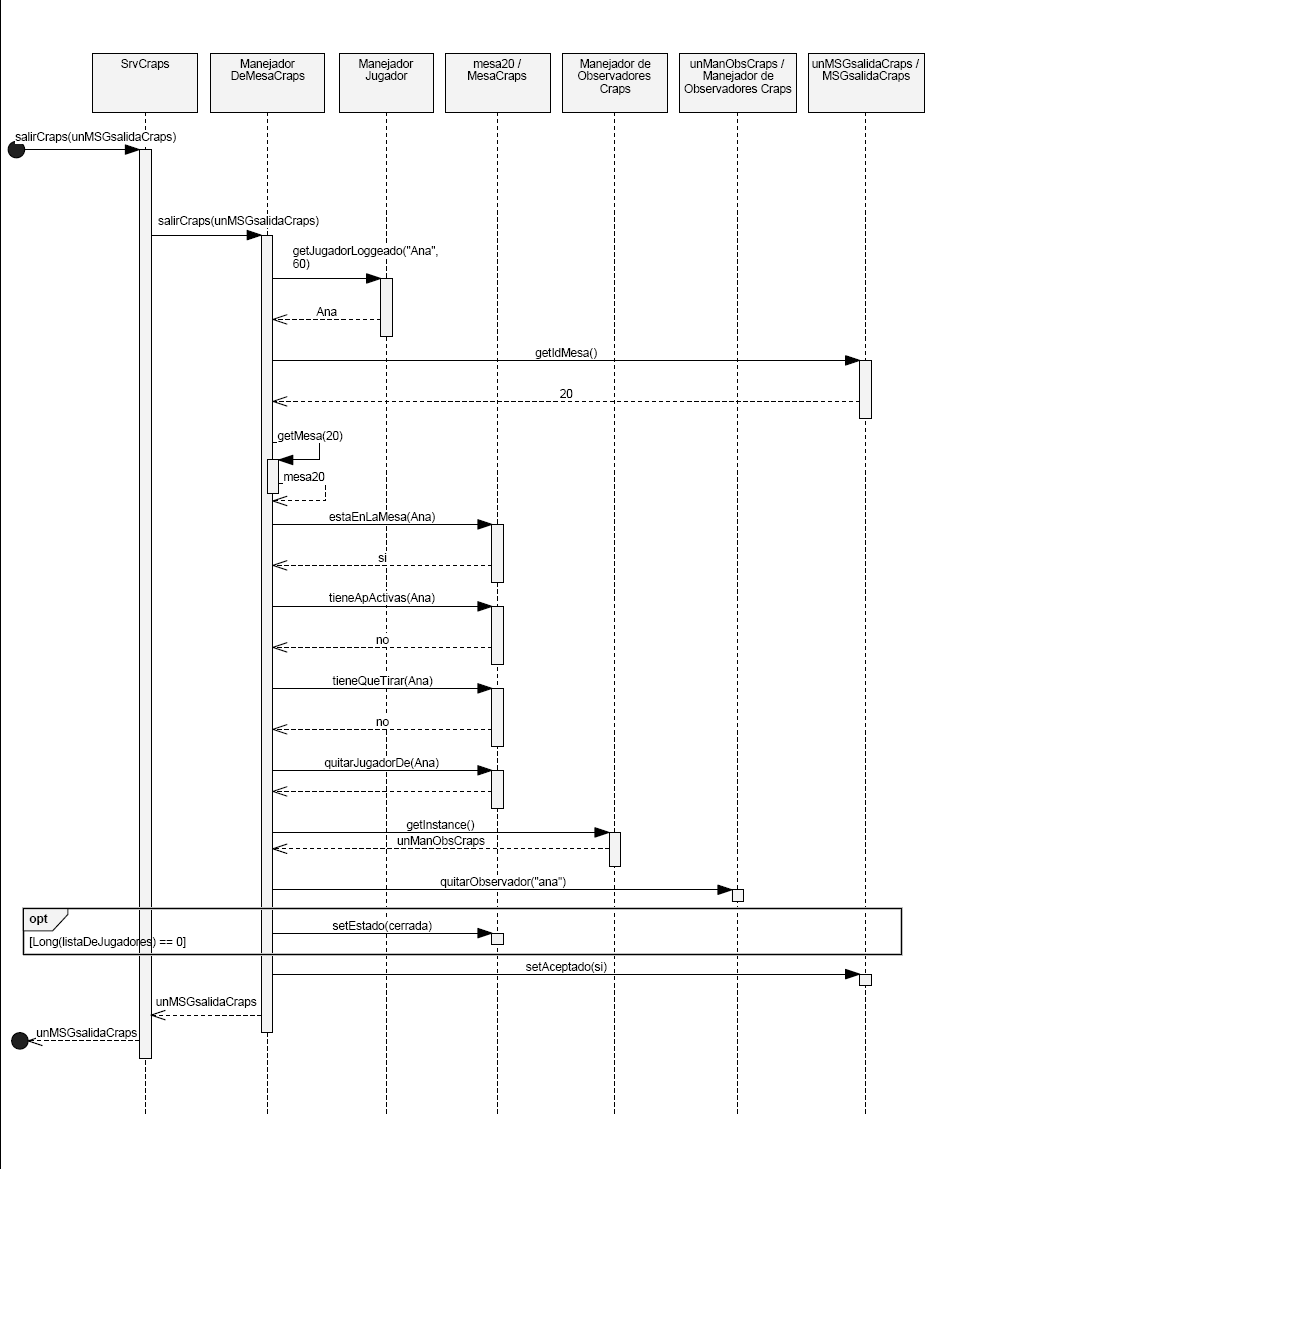 SrvCraps
Manejador
DeMesaCraps
Manejador
Jugador
mesa20 /
MesaCraps
Manejador de
Observadores
Craps
unManObsCraps /
Manejador de
Observadores Craps
unMSGsalidaCraps /
MSGsalidaCraps
salirCraps(unMSGsalidaCraps)
salirCraps(unMSGsalidaCraps)
getJugadorLoggeado("Ana",
60)
Ana
getIdMesa()
20
getMesa(20)
mesa20
estaEnLaMesa(Ana)
si
tieneApActivas(Ana)
no
tieneQueTirar(Ana)
no
quitarJugadorDe(Ana)
getInstance()
unManObsCraps
quitarObservador("ana")
opt
setEstado(cerrada)
[Long(listaDeJugadores) == 0]
setAceptado(si)
unMSGsalidaCraps
unMSGsalidaCraps